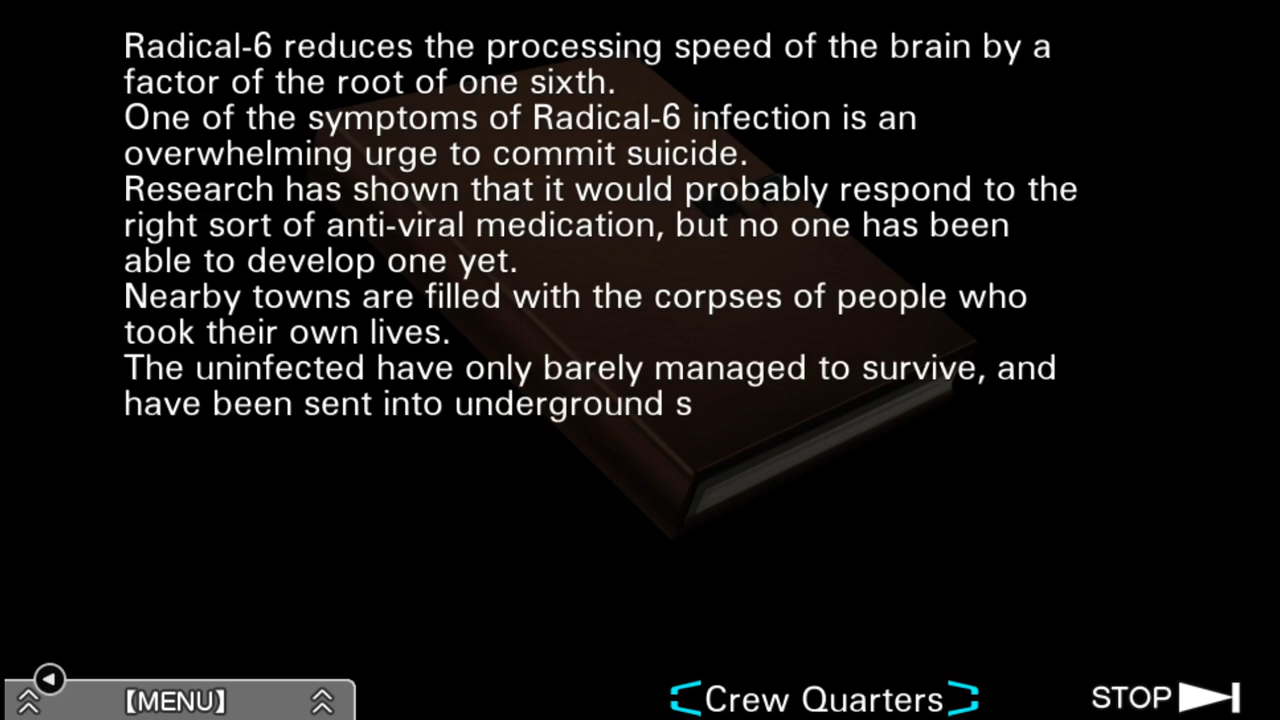 Radical-6 reduces the processing speed of the brain by a
factor of the root of one sixth.
One of the symptoms of Radical-6 infection is an
overwhelming urge to commit suicide.
Research has shown that it would probably respond to the
right sort of anti-viral medication, but no one has been
able to develop one yet.
Nearby towns are filled with the corpses of people who
took their own lives.
The uninfected have only barely managed to survive, and
have been sent into underground s
【MENU】
Crew Quarters
STOP